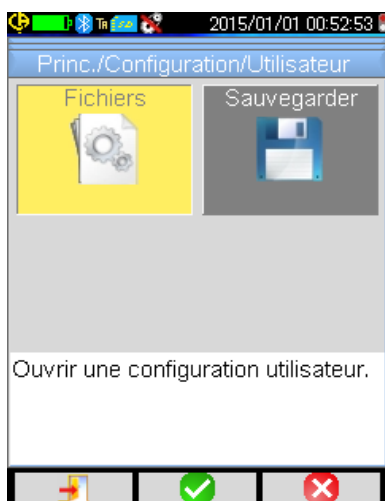 2015/01/01 00:52:53
Princ./Configuration/Utilisateur
Fichiers
Sauvegarder
Ouvrir une configuration utilisateur.